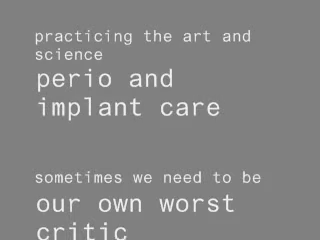 practicing the art and
science
perio and
implant care
sometimes we need to be
our own worst
critic